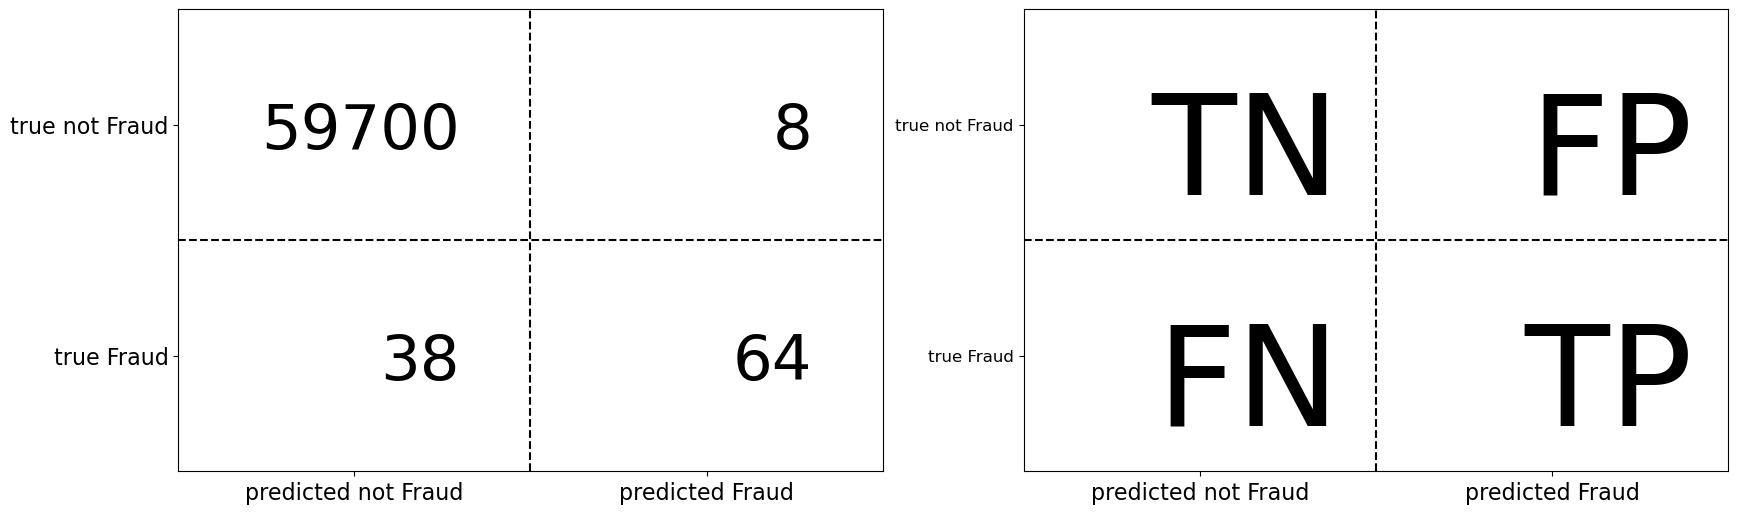 true not Fraud 59700 8
true Fraud 38 64
predicted not Fraud predicted Fraud
true not Fraud TN FP
true Fraud FN TP
predicted not Fraud predicted Fraud